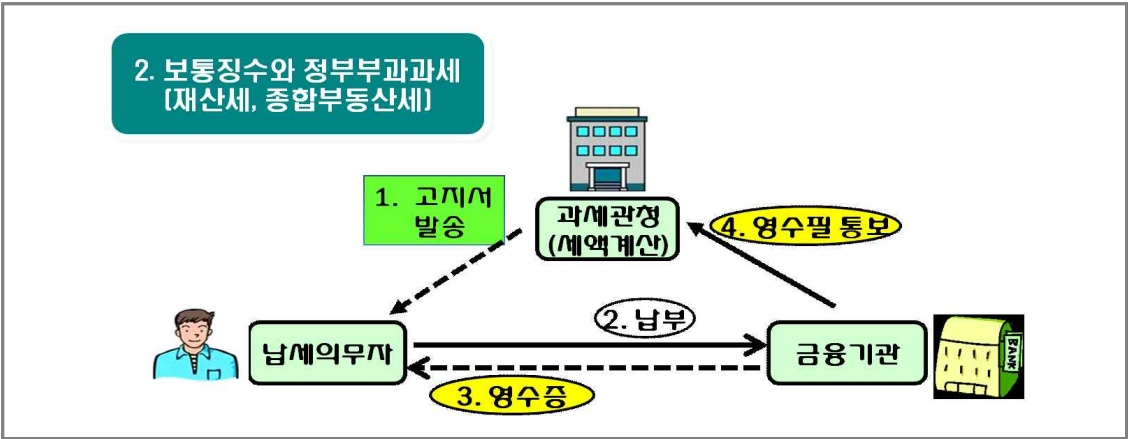 2. 보통징수와 정부부과과세
(재산세, 종합부동산세)
1. 고지서
발송
과세관청
(세액계산)
4. 영수필 통보
2. 납부
납세의무자
금융기관
BANK
3. 영수증